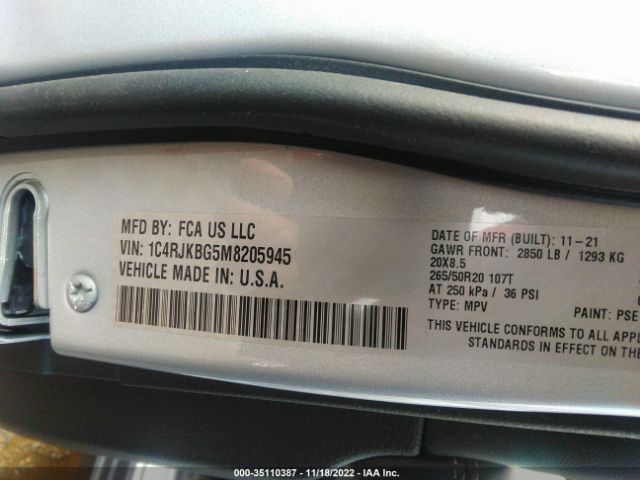 MFD BY: FCA US LLC
VIN: 1C4RJKBG5M8205945
VEHICLE MADE IN U.S.A.
DATE OF MFR (BUILT): 11-21
GAWR FRONT: 2850 LB / 1293 KG
20X8.5
265/50R20 107T
AT 250 kPa / 36 PSI
TYPE: MPV PAINT: PSE
THIS VEHICLE CONFORMS TO ALL APPL
STANDARDS IN EFFECT ON THE
000-35110387 - 11/18/2022 - IAA Inc.